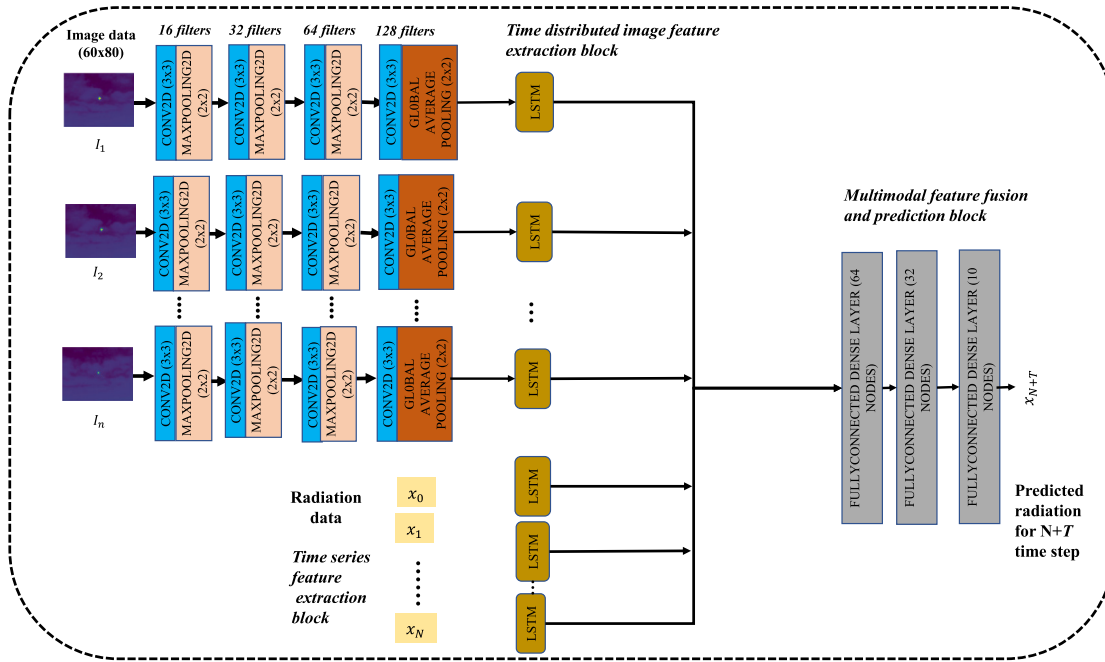 Image data
(60x80)
16 filters
32 filters
64 filters
128 filters
Time distributed image feature
extraction block
CONV2D (3x3)
MAXPOOLING2D
(2x2)
CONV2D (3x3)
MAXPOOLING2D
(2x2)
CONV2D (3x3)
MAXPOOLING2D
(2x2)
CONV2D (3x3)
GL0BAL
AVERAGE
POOLING (2x2)
LSTM
I1
CONV2D (3x3)
MAXPOOLING2D
(2x2)
CONV2D (3x3)
MAXPOOLING2D
(2x2)
CONV2D (3x3)
MAXPOOLING2D
(2x2)
CONV2D (3x3)
GL0BAL
AVERAGE
POOLING (2x2)
LSTM
I2
CONV2D (3x3)
MAXPOOLING2D
(2x2)
CONV2D (3x3)
MAXPOOLING2D
(2x2)
CONV2D (3x3)
MAXPOOLING2D
(2x2)
CONV2D (3x3)
GL0BAL
AVERAGE
POOLING (2x2)
LSTM
In
Radiation
data
x0
x1
xN
Time series
feature
extraction
block
LSTM
LSTM
LSTM
Multimodal feature fusion
and prediction block
FULLYCONNECTED DENSE LAYER (64
NODES)
FULLYCONNECTED DENSE LAYER (32
NODES)
FULLYCONNECTED DENSE LAYER (10
NODES)
xN+T
Predicted
radiation
for N+T
time step